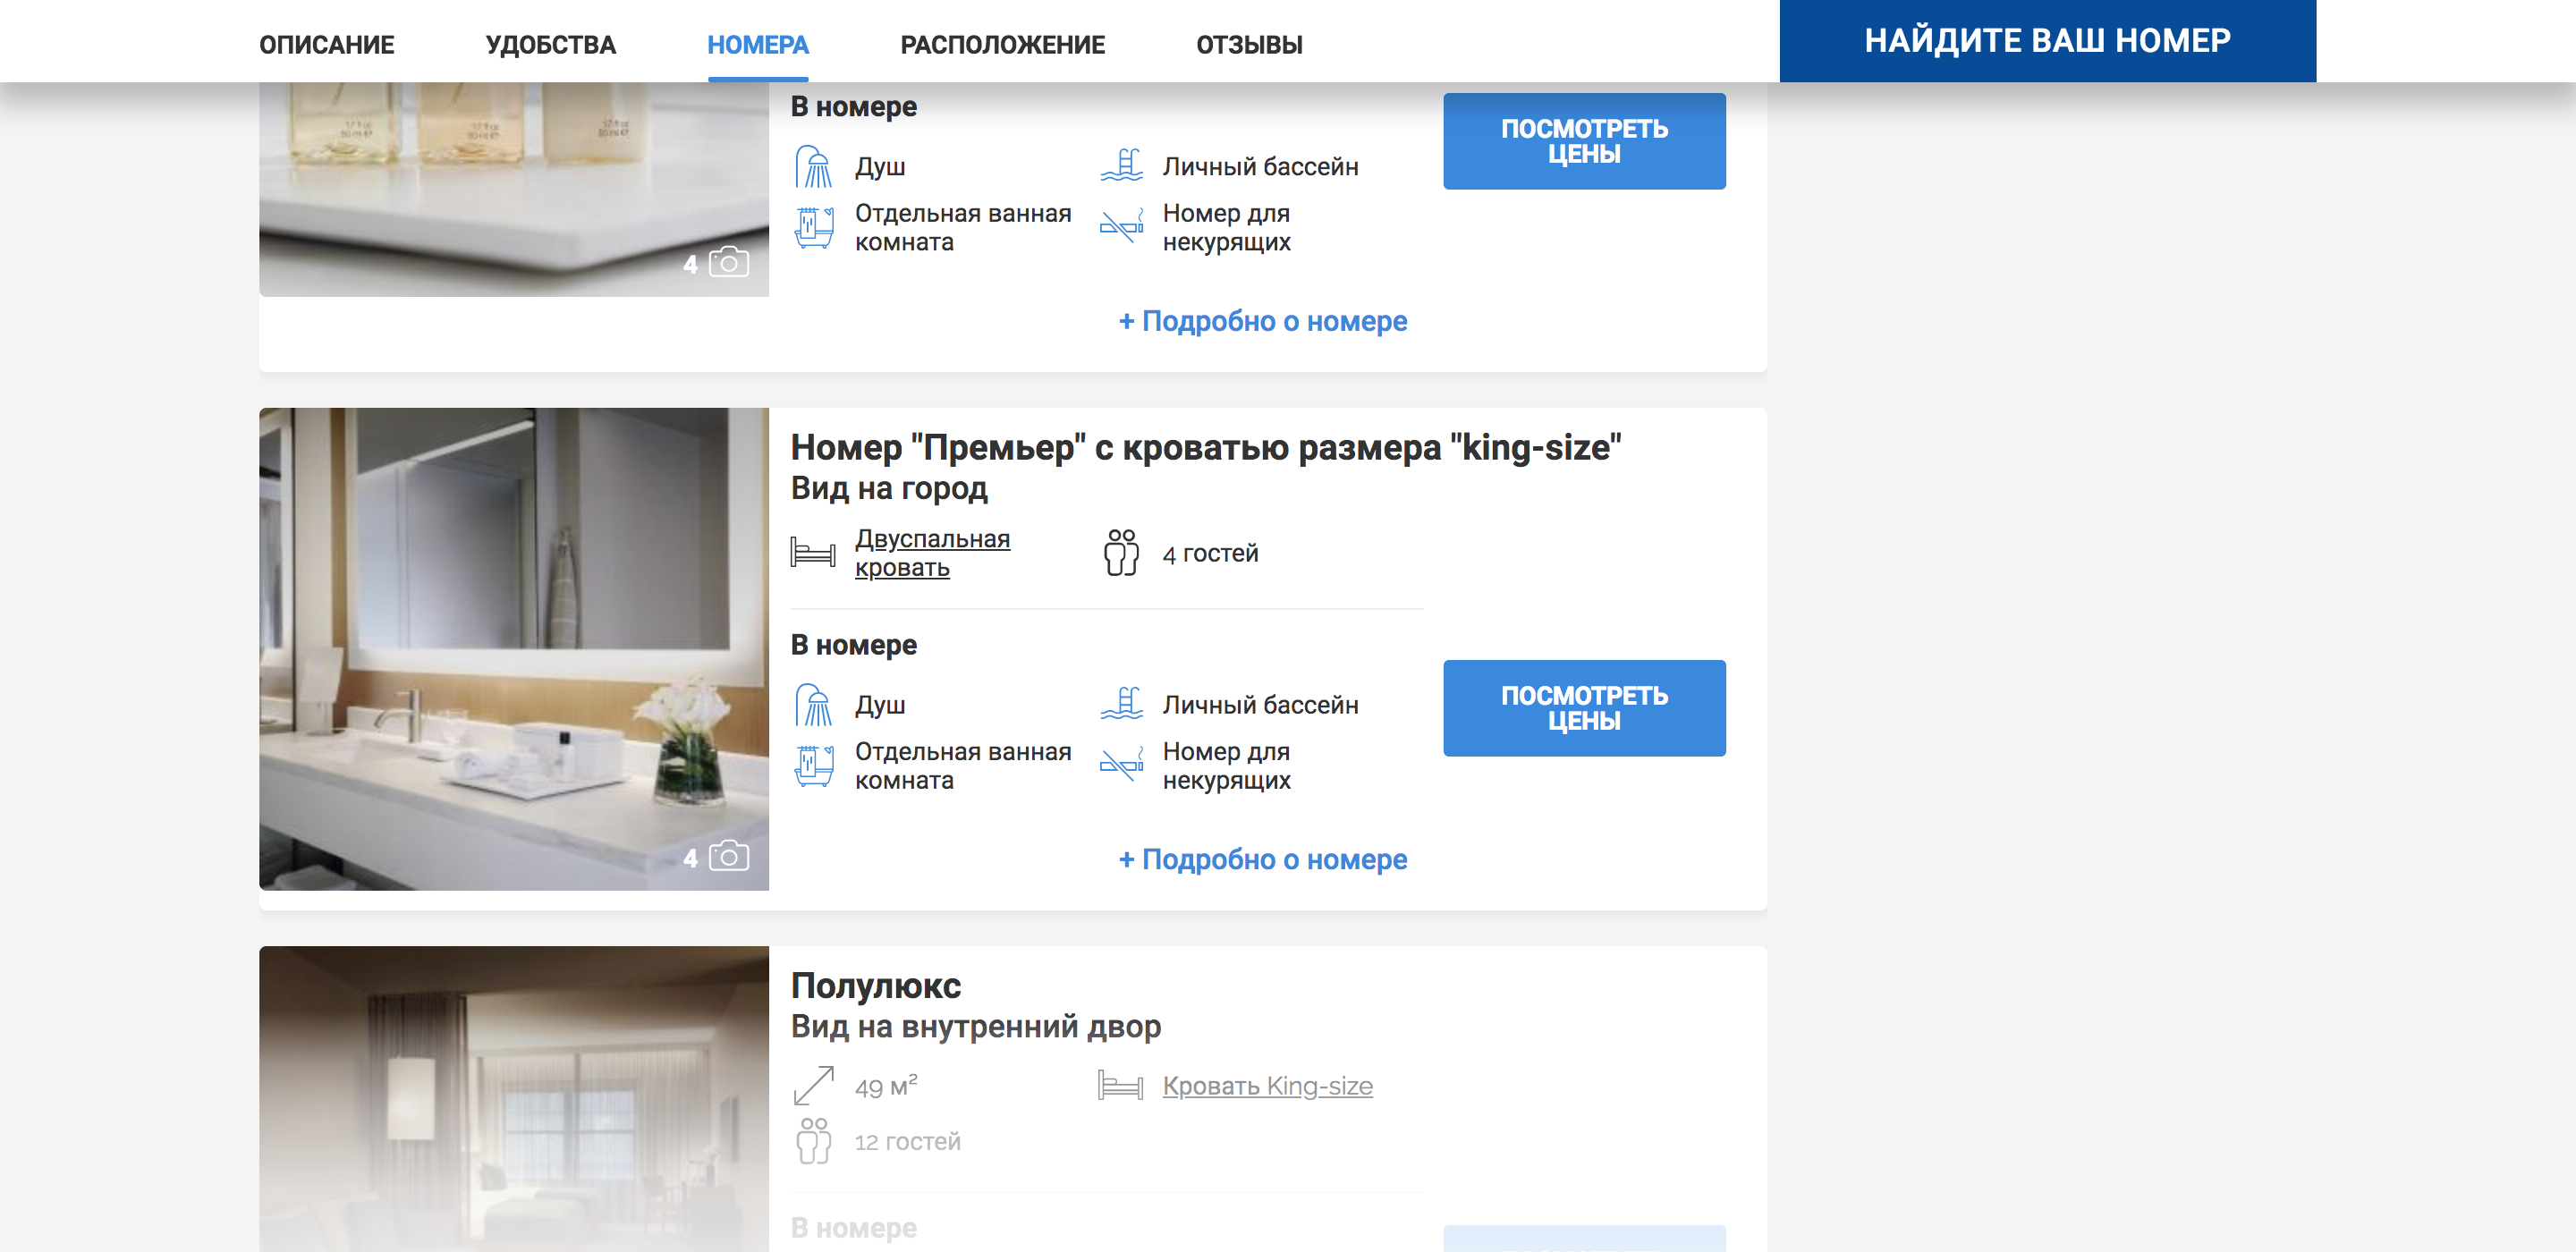 ОПИСАНИЕ УДОБСТВА НОМЕРА РАСПОЛОЖЕНИЕ ОТЗЫВЫ НАЙДИТЕ ВАШ НОМЕР
В номере
Душ
Личный бассейн
Отдельная ванная
комната
Номер для
некурящих
ПОСМОТРЕТЬ
ЦЕНЫ
4
+ Подробно о номере
Номер "Премьер" с кроватью размера "king-size"
Вид на город
Двуспальная
кровать
4 гостей
В номере
Душ
Личный бассейн
Отдельная ванная
комната
Номер для
некурящих
ПОСМОТРЕТЬ
ЦЕНЫ
4
+ Подробно о номере
Полулюкс
Вид на внутренний двор
49 м²
Кровать King-size
12 гостей
В номере